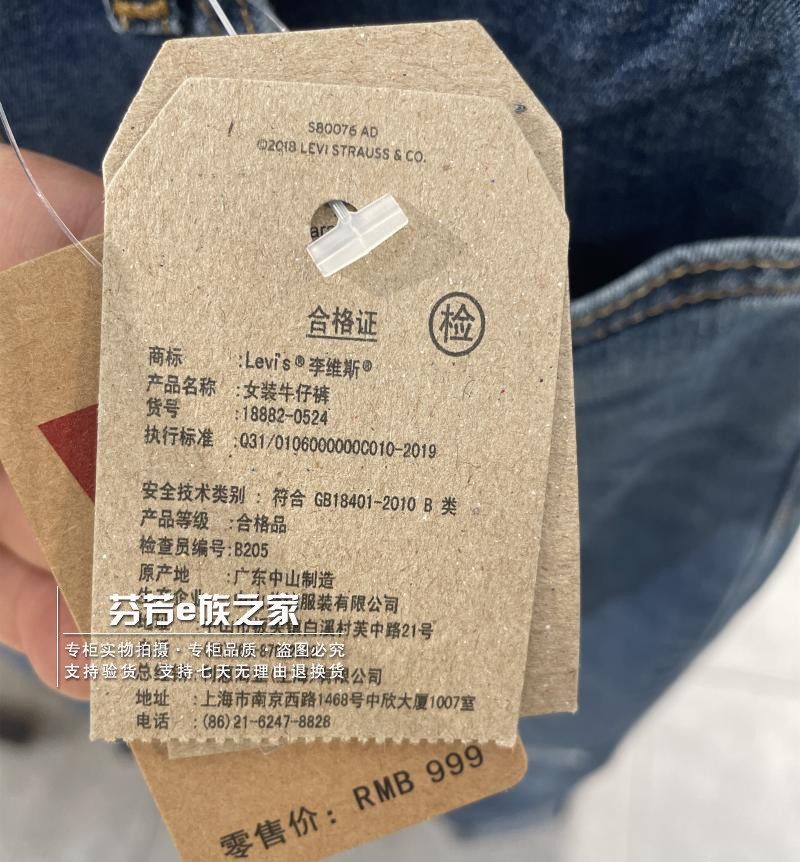 S80076 AD
©2018 LEVI STRAUSS & CO.
合格证 检
商标 :Levi's®李维斯®
产品名称 :女装牛仔裤
货号 :18882-0524
执行标准 :Q31/0106000000C010-2019
安全技术类别 : 符合 GB18401-2010 B 类
产品等级 :合格品
检查员编号:B205
原产地 :广东中山制造
服装有限公司
白溪村芙中路21号
芬芳e族之家
专柜实物拍摄·专柜品质·盗图必究
支持验货·支持七天无理由退换货
有限公司
地址 :上海市南京西路1468号中欣大厦1007室
电话 :(86)21-6247-8828
零售价: RMB 999